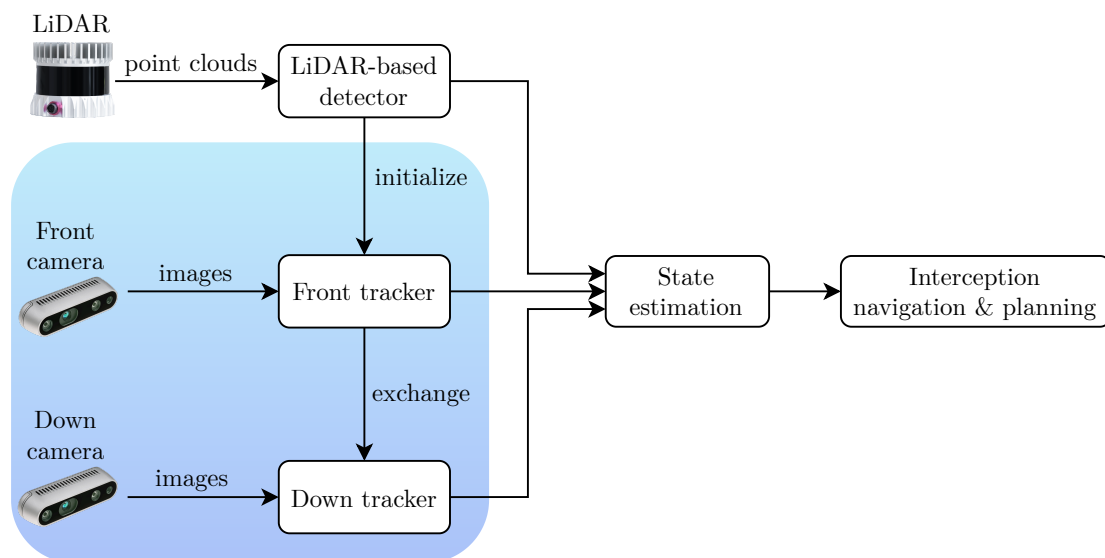 LiDAR
point clouds
LiDAR-based
detector
initialize
Front
camera
images
Front tracker
State
estimation
Interception
navigation & planning
exchange
Down
camera
images
Down tracker